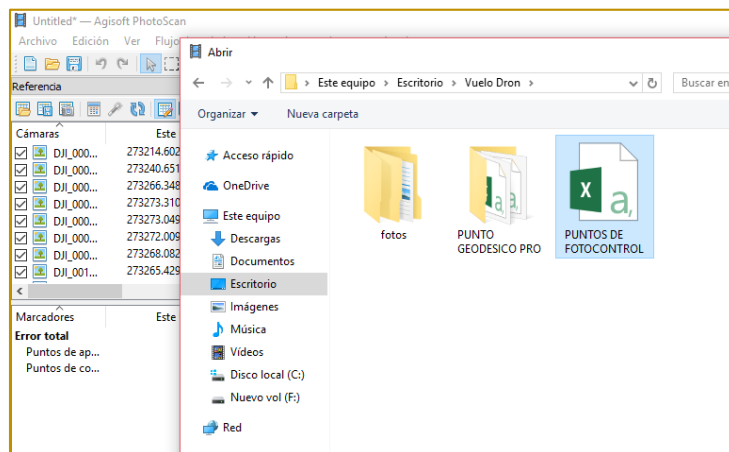 Untitled* — Agisoft PhotoScan
Archivo Edición Ver Flujo
Abrir
Este equipo > Escritorio > Vuelo Dron >
Buscar en
Organizar Nueva carpeta
Referencia
Cámaras Este
DJI_000... 273214.602
DJI_000... 273240.651
DJI_000... 273266.348
DJI_000... 273273.310
DJI_000... 273273.049
DJI_000... 273272.009
DJI_000... 273268.082
DJI_001... 273265.429
Marcadores Este
Error total
Puntos de ap...
Puntos de co...
Acceso rápido
OneDrive
Este equipo
Descargas
Documentos
Escritorio
Imágenes
Música
Vídeos
Disco local (C:)
Nuevo vol (F:)
Red
fotos
PUNTO
GEODESICO PRO
X a,
PUNTOS DE
FOTOCONTROL